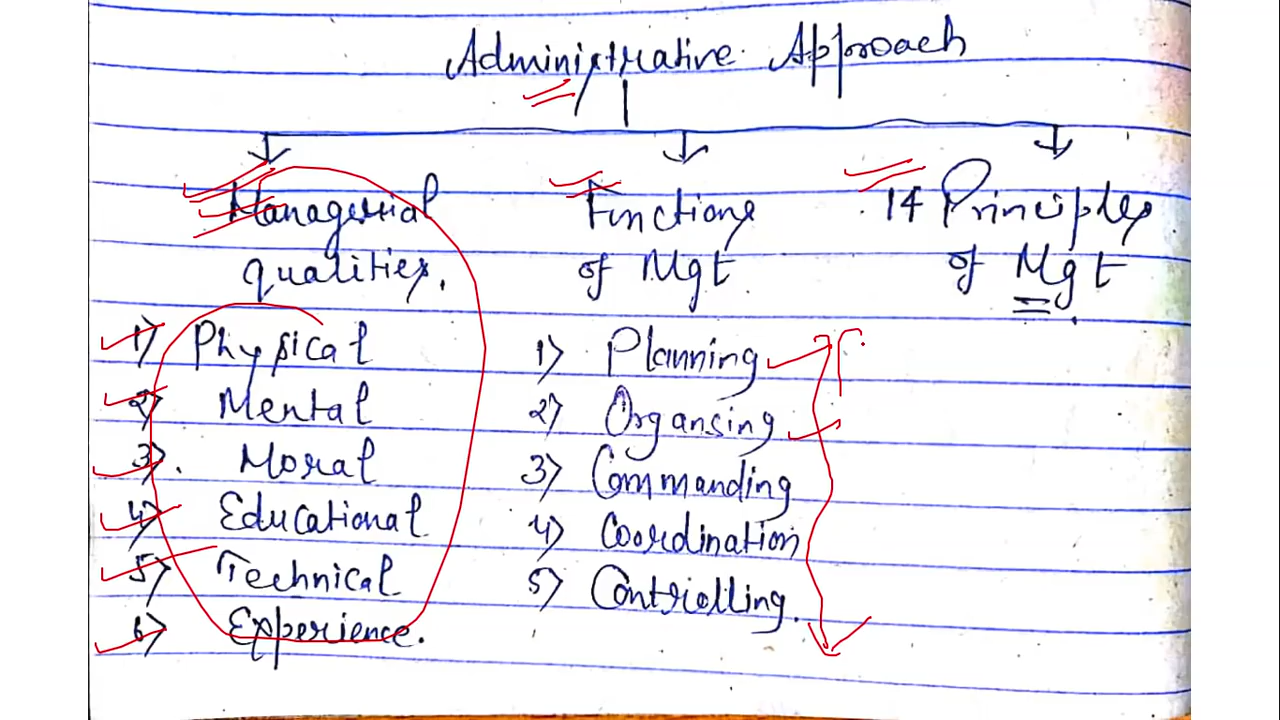 Administrative Approach
Managerial
qualities.
1) Physical
2) Mental
3). Moral
4) Educational
5) Technical
6) Experience.
Functions
of Mgt
1) Planning
2) Organsing
3) Commanding
4) Coordination
5) Controlling.
14 Principles
of Mgt